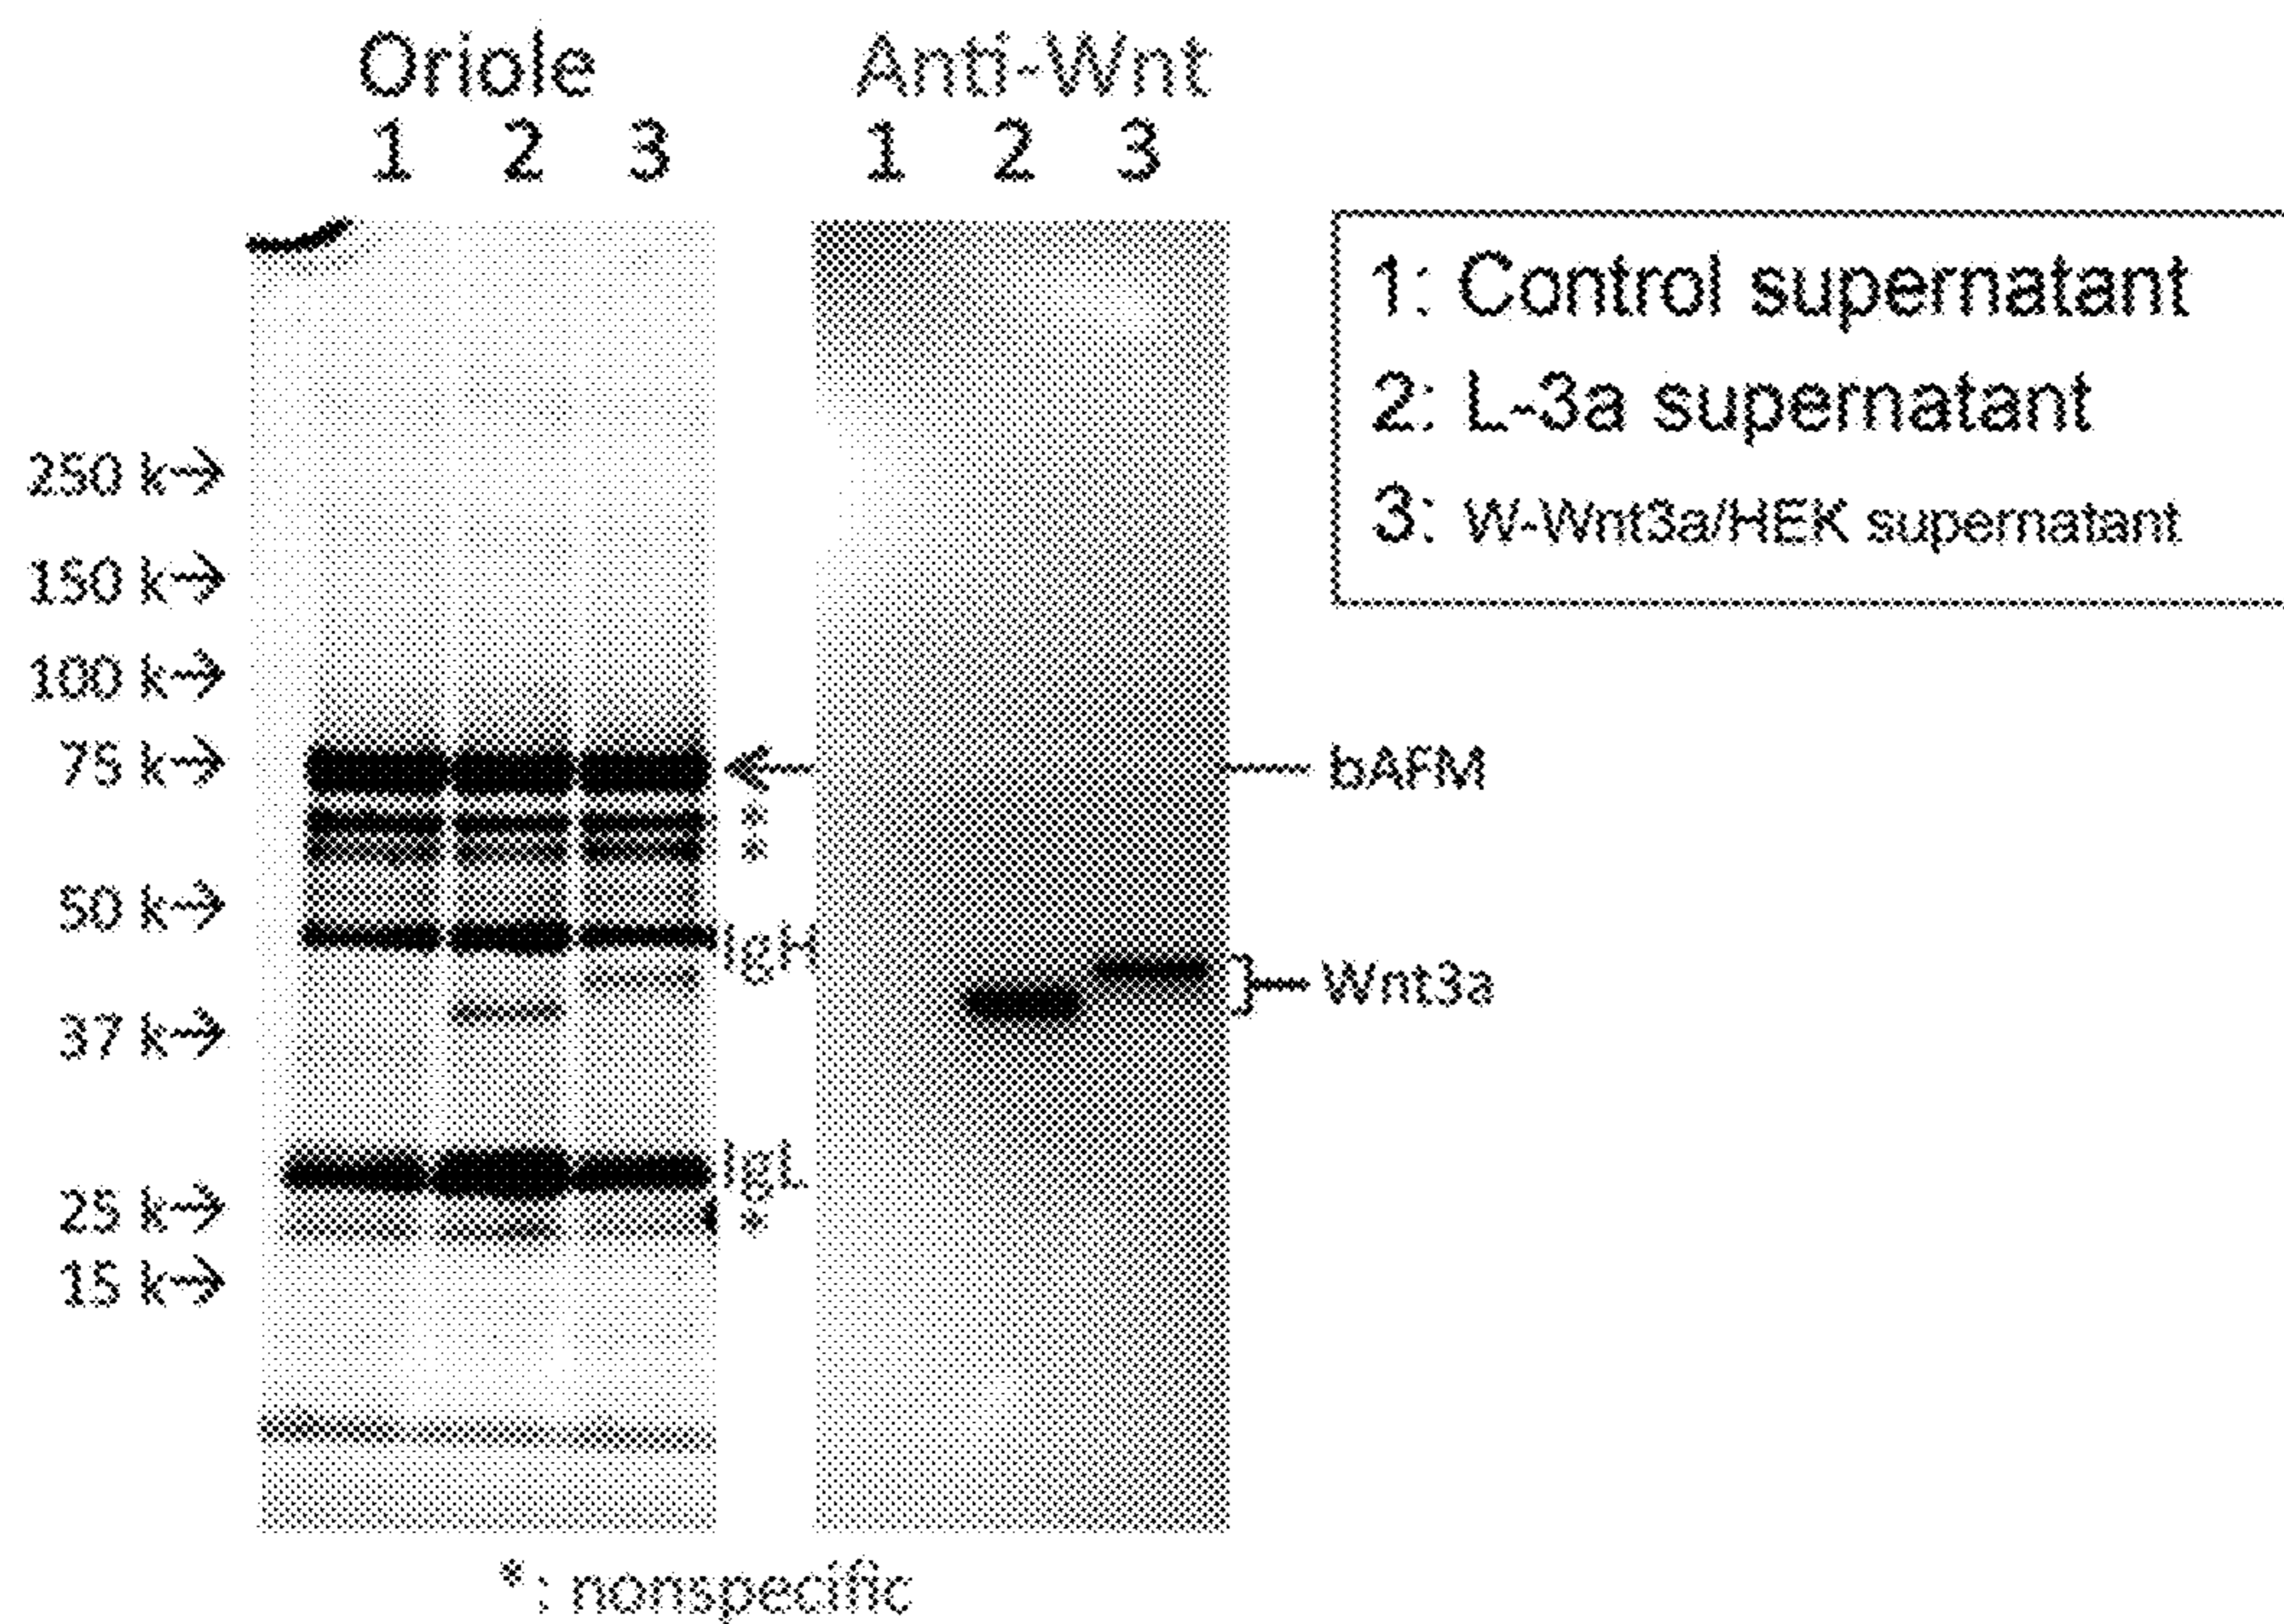 Oriole
1 2 3
Anti-Wnt
1 2 3
1: Control supernatant
2: L-3a supernatant
3: W-Wnt3a/HEK supernatant
250 k→
150 k→
100 k→
75 k→
50 k→
37 k→
25 k→
15 k→
*
*
IgH
IgL
*
bAFM
Wnt3a
*: nonspecific